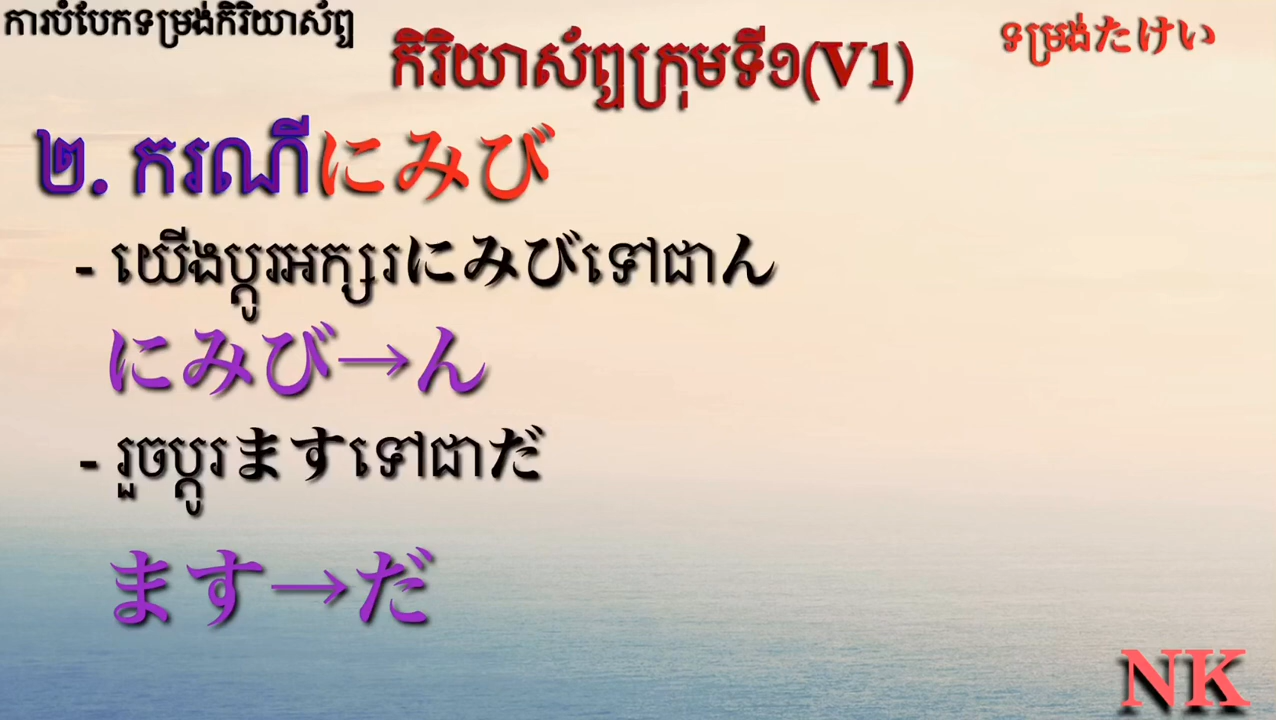 ការបំបែកទម្រង់កិរិយាស័ព្ទ
កិរិយាស័ព្ទក្រុមទី១(V1)
ទម្រង់たけい
២. ករណីにみび
- យើងប្តូរអក្សរにみびទៅជាん
にみび→ん
- រួចប្តូរますទៅជាだ
ます→だ
NK